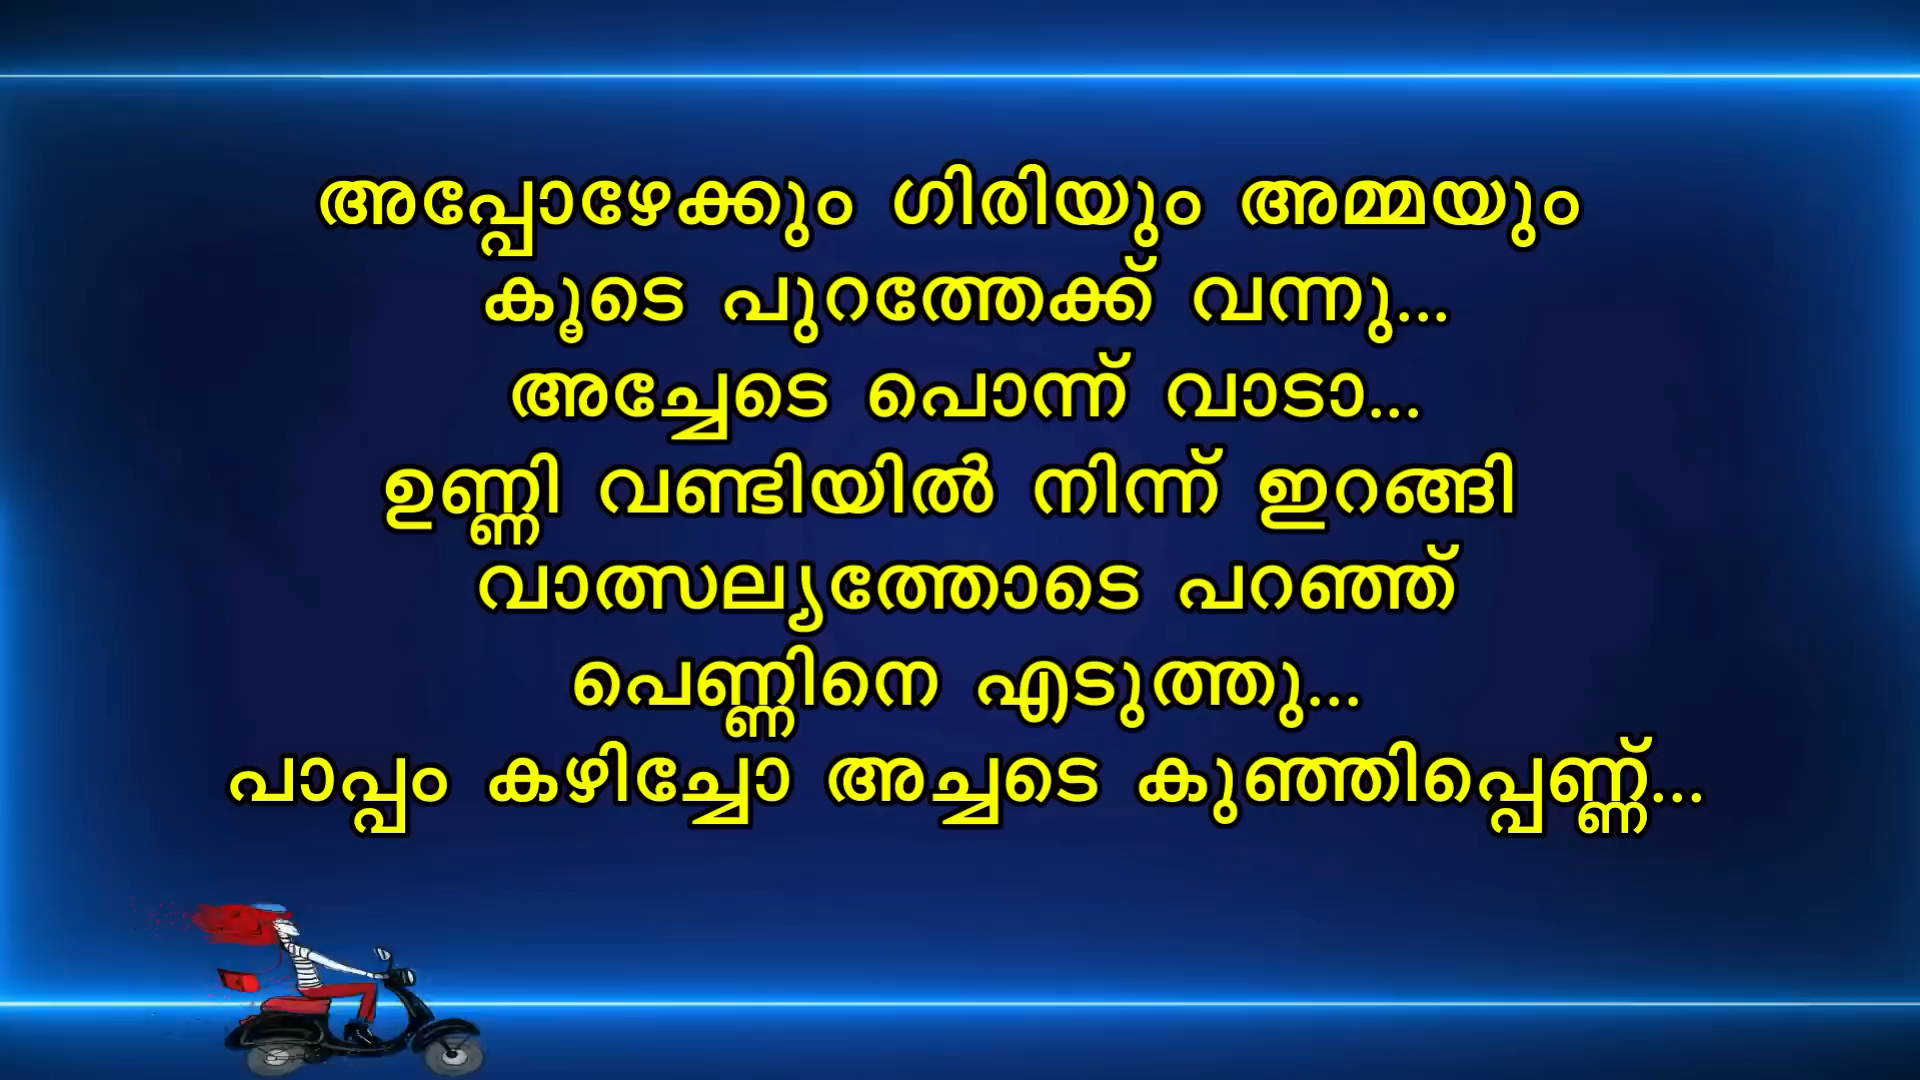 അപ്പോഴേക്കും ഗിരിയും അമ്മയും
കൂടെ പുറത്തേക്ക് വന്നു...
അച്ചേടെ പൊന്ന് വാടാ...
ഉണ്ണി വണ്ടിയിൽ നിന്ന് ഇറങ്ങി
വാത്സല്യത്തോടെ പറഞ്ഞ്
പെണ്ണിനെ എടുത്തു...
പാപ്പം കഴിച്ചോ അച്ചടെ കുഞ്ഞിപ്പെണ്ണ്...